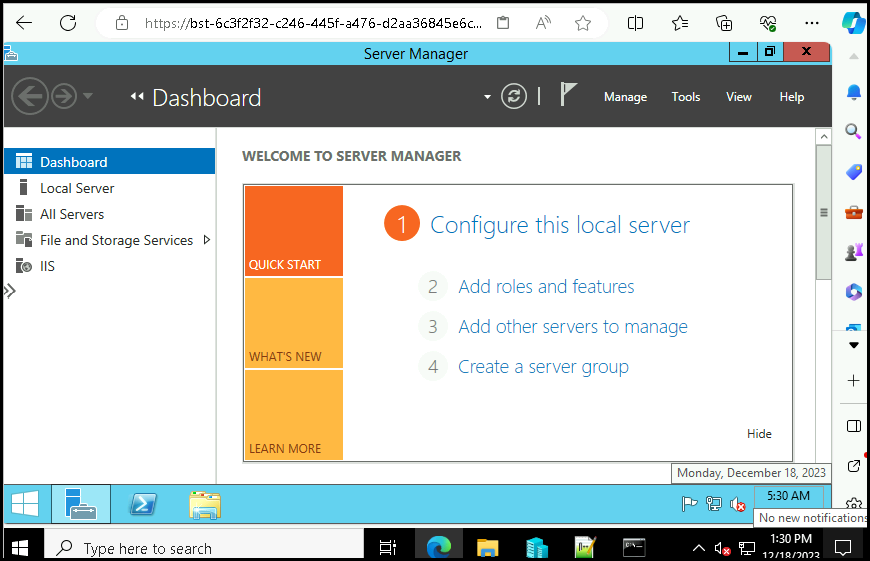 https://bst-6c3f2f32-c246-445f-a476-d2aa36845e6c...
Server Manager
Dashboard
Manage Tools View Help
Dashboard
Local Server
All Servers
File and Storage Services
IIS
WELCOME TO SERVER MANAGER
QUICK START
WHAT'S NEW
LEARN MORE
1 Configure this local server
2 Add roles and features
3 Add other servers to manage
4 Create a server group
Hide
Monday, December 18, 2023
5:30 AM
No new notifications
Type here to search
1:30 PM
12/18/2023